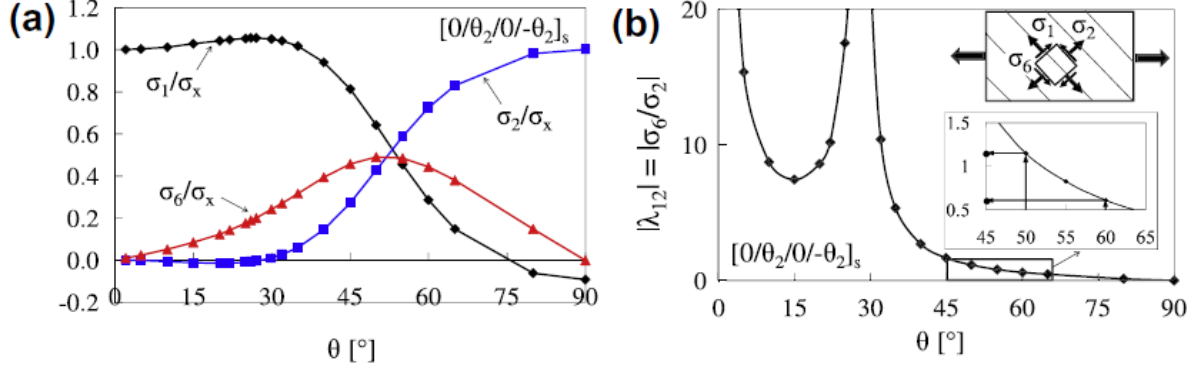 (a)
1.2
1.0
0.8
0.6
0.4
0.2
0.0
-0.2
[0/θ₂/0/-θ₂]ₛ
σ₁/σₓ
σ₂/σₓ
σ₆/σₓ
0 15 30 45 60 75 90
θ [°]
(b)
20
15
10
5
0
|λ₁₂| = |σ₆/σ₂|
σ₁ σ₂
σ₆
1.5
1
0.5
45 50 55 60 65
[0/θ₂/0/-θ₂]ₛ
0 15 30 45 60 75 90
θ [°]